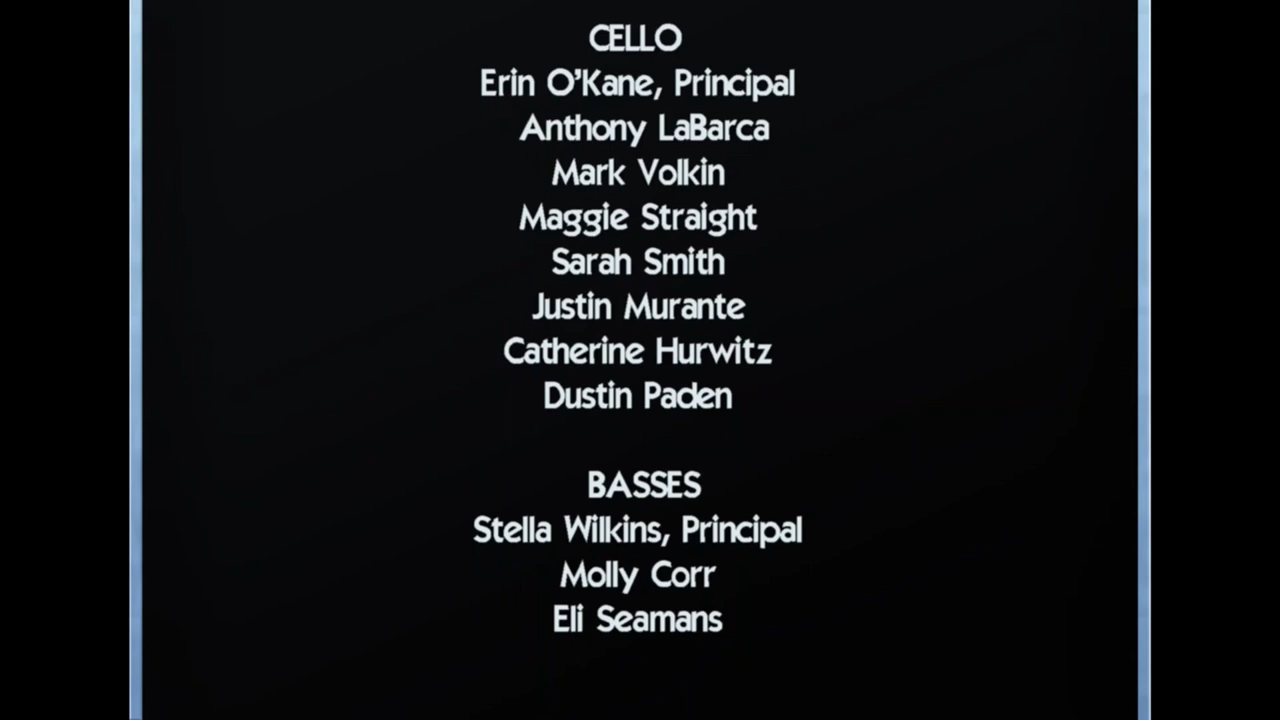 CELLO
Erin O'Kane, Principal
Anthony LaBarca
Mark Volkin
Maggie Straight
Sarah Smith
Justin Murante
Catherine Hurwitz
Dustin Paden
BASSES
Stella Wilkins, Principal
Molly Corr
Eli Seamans